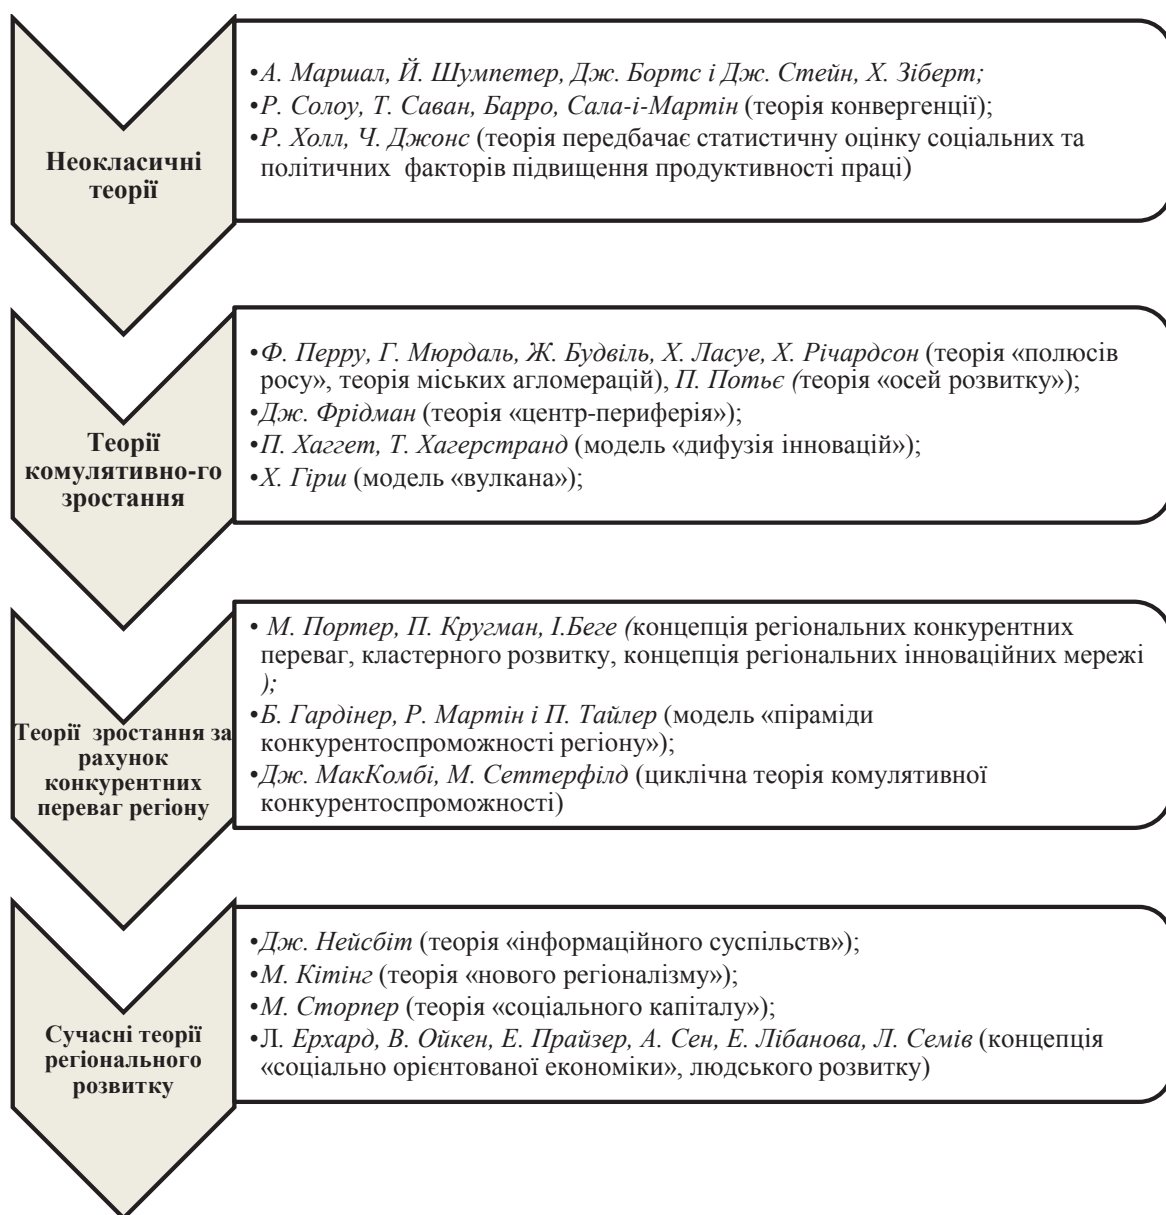 Неокласичні
теорії
•А. Маршал, Й. Шумпетер, Дж. Бортс і Дж. Стейн, Х. Зіберт;
•Р. Солоу, Т. Саван, Барро, Сала-і-Мартін (теорія конвергенції);
•Р. Холл, Ч. Джонс (теорія передбачає статистичну оцінку соціальних та
політичних факторів підвищення продуктивності праці)
Теорії
комулятивно-го
зростання
•Ф. Перру, Г. Мюрдаль, Ж. Будвіль, Х. Ласуе, Х. Річардсон (теорія «полюсів
росу», теорія міських агломерацій), П. Потьє (теорія «осей розвитку»);
•Дж. Фрідман (теорія «центр-периферія»);
•П. Хаггет, Т. Хагерстранд (модель «дифузія інновацій»);
•Х. Гірш (модель «вулкана»);
Теорії зростання за
рахунок
конкурентних
переваг регіону
• М. Портер, П. Кругман, І.Беге (концепція регіональних конкурентних
переваг, кластерного розвитку, концепція регіональних інноваційних мережі
);
•Б. Гардінер, Р. Мартін і П. Тайлер (модель «піраміди
конкурентоспроможності регіону»);
•Дж. МакКомбі, М. Сеттерфілд (циклічна теорія комулятивної
конкурентоспроможності)
Сучасні теорії
регіонального
розвитку
•Дж. Нейсбіт (теорія «інформаційного суспільств»);
•М. Кітінг (теорія «нового регіоналізму»);
•М. Сторпер (теорія «соціального капіталу»);
•Л. Ерхард, В. Ойкен, Е. Прайзер, А. Сен, Е. Лібанова, Л. Семів (концепція
«соціально орієнтованої економіки», людського розвитку)